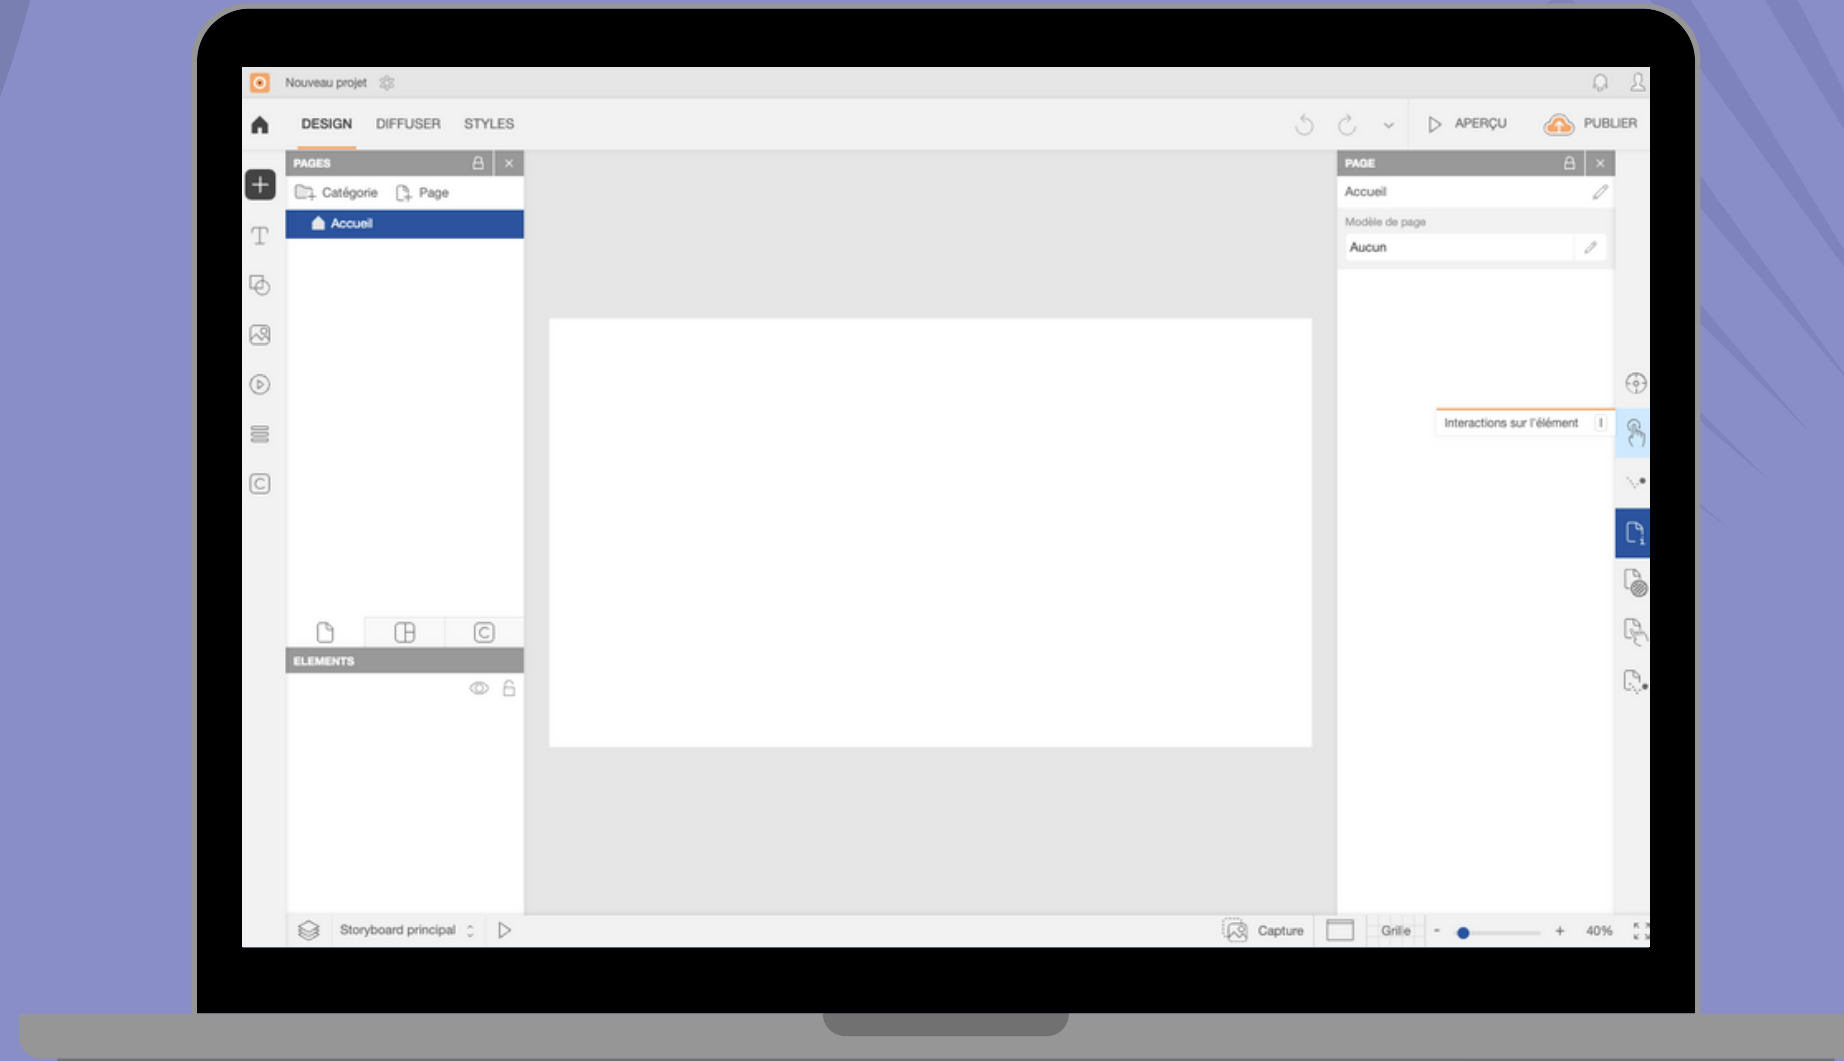 Nouveau projet
DESIGN DIFFUSER STYLES
APERÇU PUBLIER
PAGES
Catégorie Page
Accueil
ELEMENTS
Storyboard principal
PAGE
Accueil
Modèle de page
Aucun
Interactions sur l'élément I
Capture Grille - + 40%